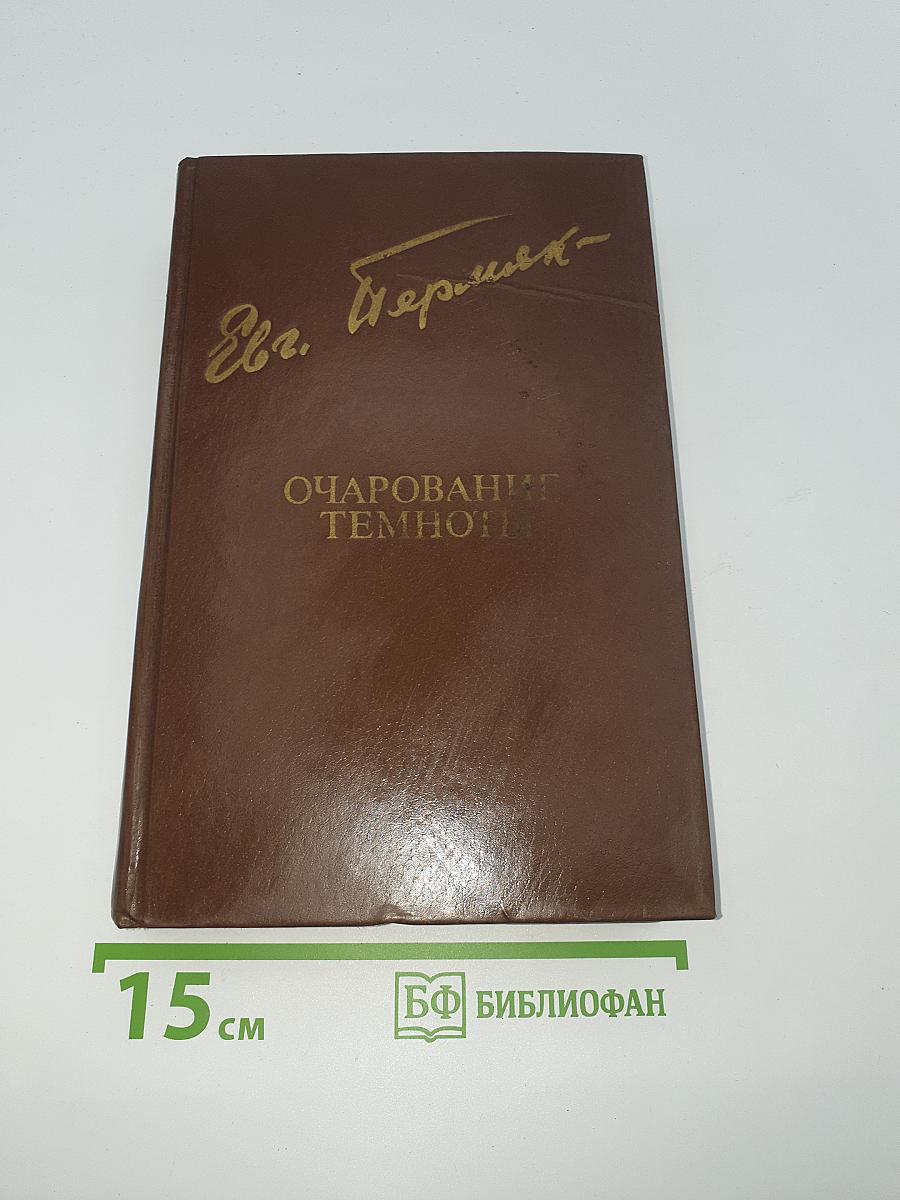 Евг. Пермяк
ОЧАРОВАНИЕ
ТЕМНОТЫ
15 см
БФ БИБЛИОФАН